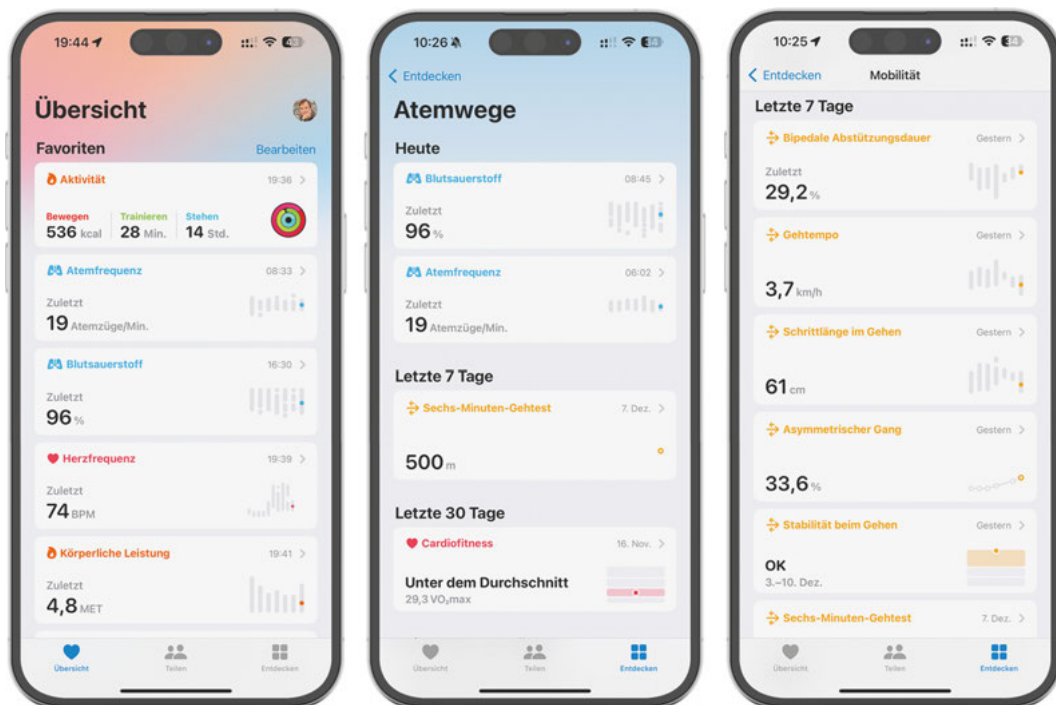 19:44
43
Übersicht
Favoriten
Bearbeiten
Aktivität
19:36
Bewegen
Trainieren
Stehen
536 kcal
28 Min.
14 Std.
Atemfrequenz
08:33
Zuletzt
19 Atemzüge/Min.
Blutsauerstoff
16:30
Zuletzt
96 %
Herzfrequenz
19:39
Zuletzt
74 BPM
Körperliche Leistung
19:41
Zuletzt
4,8 MET
Übersicht
Teilen
Entdecken
10:26
34
Entdecken
Atemwege
Heute
Blutsauerstoff
08:45
Zuletzt
96 %
Atemfrequenz
06:02
Zuletzt
19 Atemzüge/Min.
Letzte 7 Tage
Sechs-Minuten-Gehtest
7. Dez.
500 m
Letzte 30 Tage
Cardiofitness
16. Nov.
Unter dem Durchschnitt
29,3 VO₂max
Übersicht
Teilen
Entdecken
10:25
34
Entdecken
Mobilität
Letzte 7 Tage
Bipedale Abstützungsdauer
Gestern
Zuletzt
29,2 %
Gehtempo
Gestern
3,7 km/h
Schrittlänge im Gehen
Gestern
61 cm
Asymmetrischer Gang
Gestern
33,6 %
Stabilität beim Gehen
Gestern
OK
3.–10. Dez.
Sechs-Minuten-Gehtest
7. Dez.
Übersicht
Teilen
Entdecken